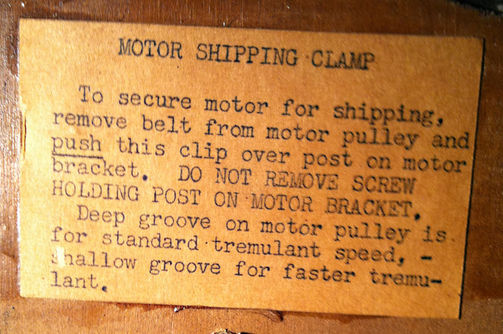 MOTOR SHIPPING CLAMP
To secure motor for shipping,
remove belt from motor pulley and
push this clip over post on motor
bracket. DO NOT REMOVE SCREW
HOLDING POST ON MOTOR BRACKET.
Deep groove on motor pulley is
for standard tremulant speed, -
shallow groove for faster tremu-
lant.